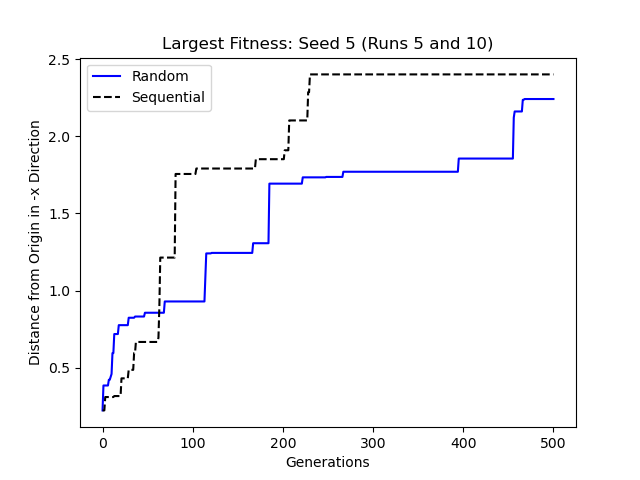 Largest Fitness: Seed 5 (Runs 5 and 10)
Random
Sequential
2.5
2.0
1.5
1.0
0.5
Distance from Origin in -x Direction
0 100 200 300 400 500
Generations